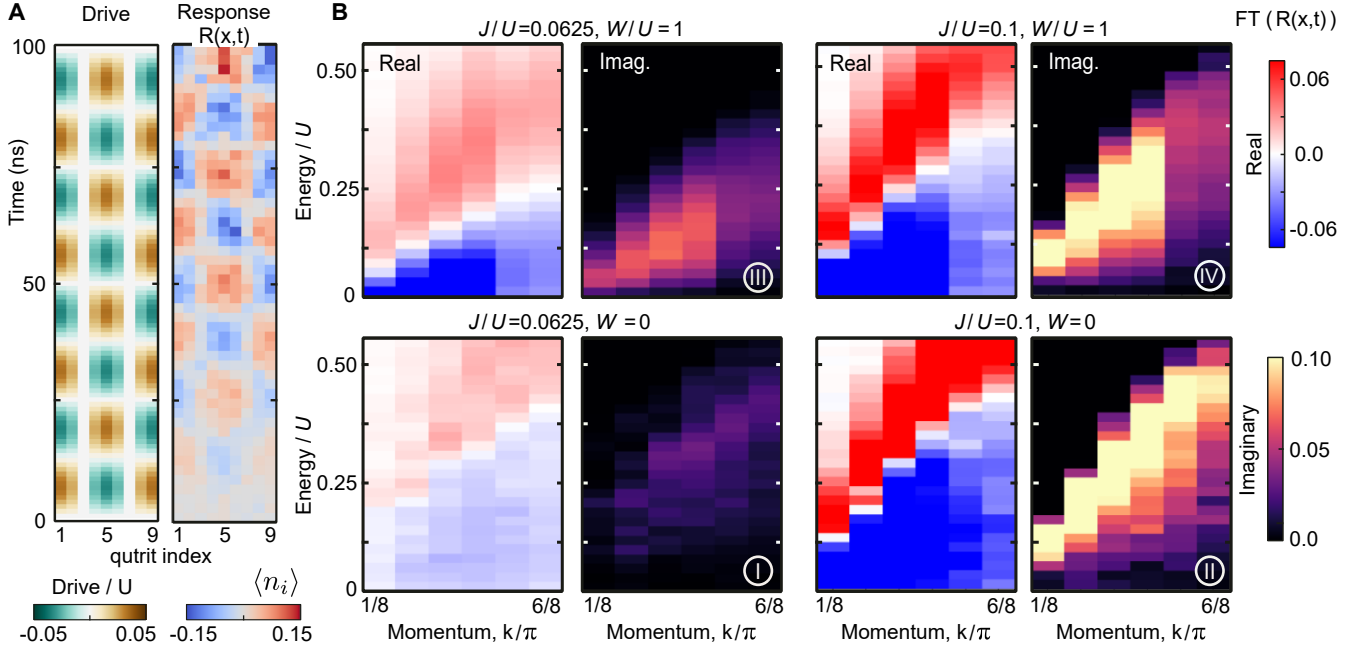 A
Drive
Response
R(x,t)
Time (ns)
100
50
0
1
5
9
1
5
9
qutrit index
Drive / U
-0.05
0.05
⟨n_i⟩
-0.15
0.15
B
J/U=0.0625, W/U=1
J/U=0.1, W/U=1
FT ( R(x,t))
Real
Imag.
Real
Imag.
Energy / U
0.50
0.25
0
III
IV
0.06
0.0
-0.06
Real
J/U=0.0625, W = 0
J/U=0.1, W=0
Energy / U
0.50
0.25
0
I
II
0.10
0.05
0.0
Imaginary
1/8
6/8
1/8
6/8
1/8
6/8
1/8
6/8
Momentum, k/π
Momentum, k/π
Momentum, k/π
Momentum, k/π